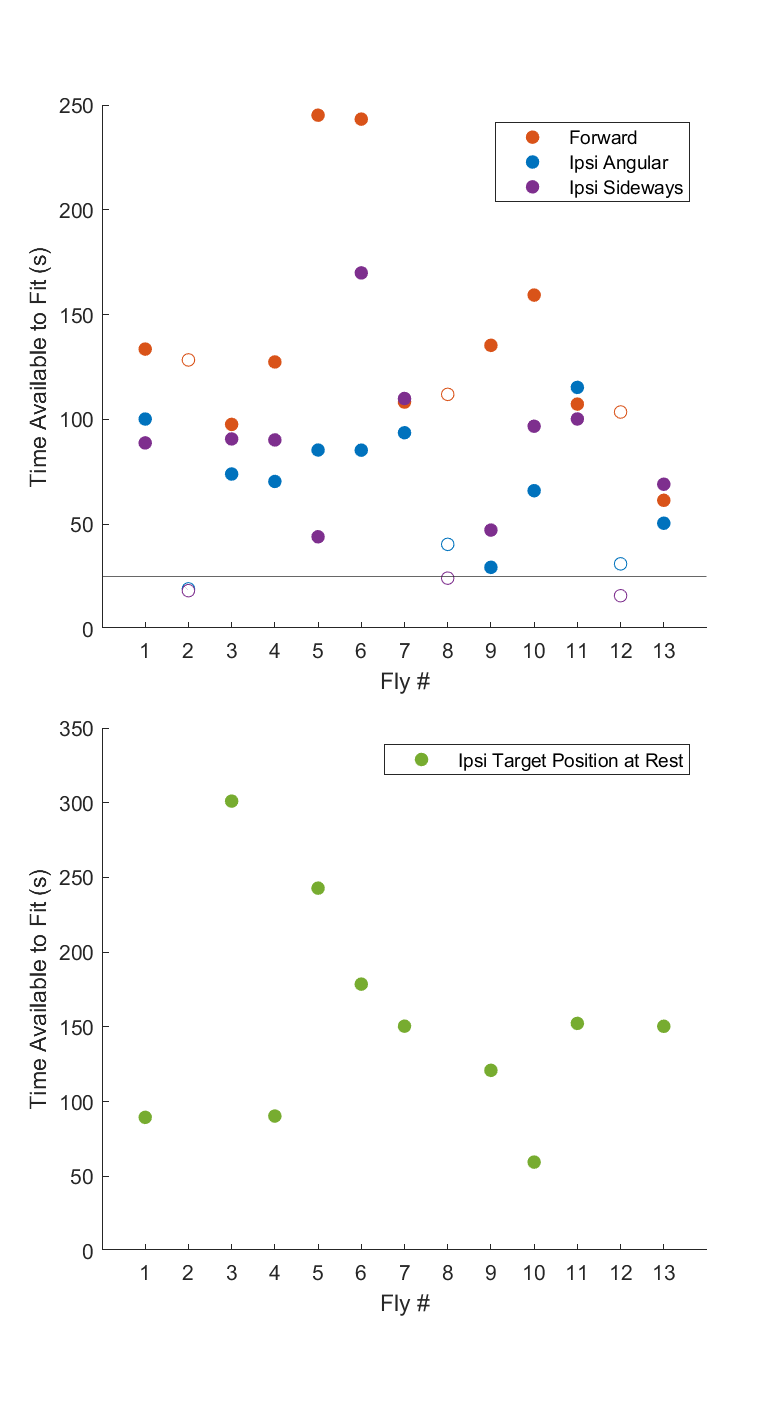 250
200
150
100
50
0
Time Available to Fit (s)
Forward
Ipsi Angular
Ipsi Sideways
1 2 3 4 5 6 7 8 9 10 11 12 13
Fly #
350
300
250
200
150
100
50
0
Time Available to Fit (s)
Ipsi Target Position at Rest
1 2 3 4 5 6 7 8 9 10 11 12 13
Fly #